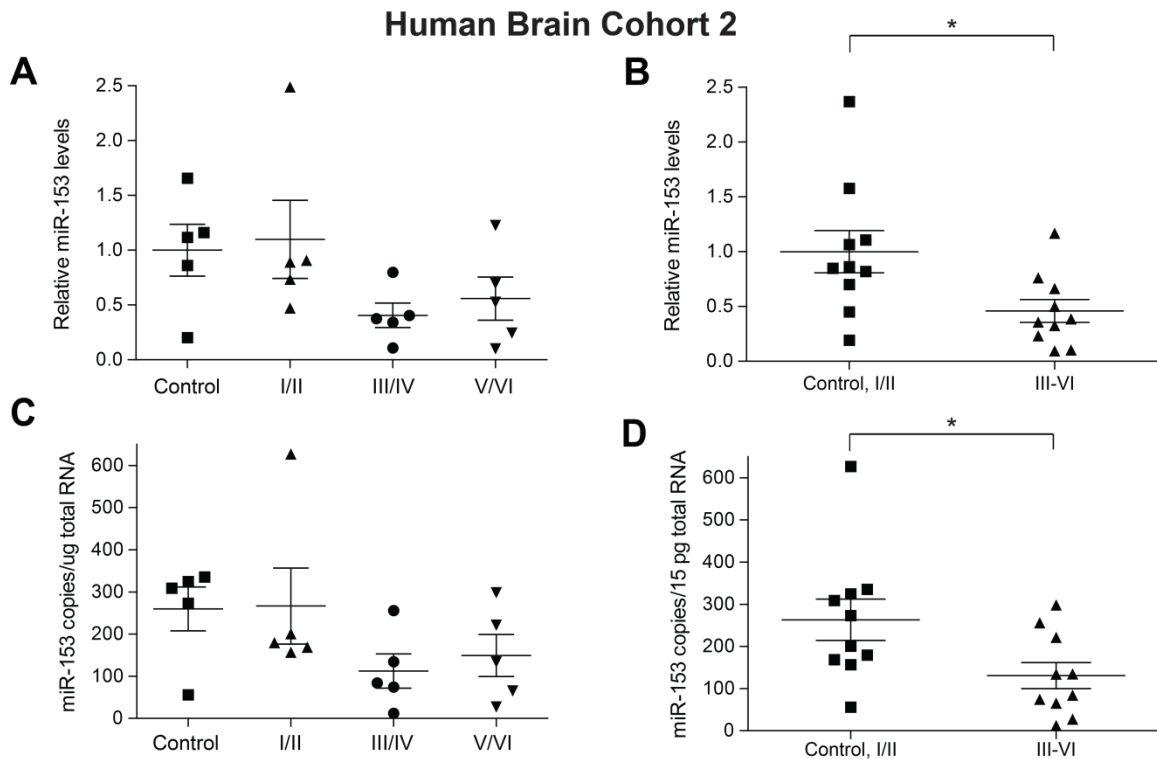 Human Brain Cohort 2
A
Relative miR-153 levels
2.5
2.0
1.5
1.0
0.5
0.0
Control
I/II
III/IV
V/VI
B
*
Relative miR-153 levels
2.5
2.0
1.5
1.0
0.5
0.0
Control, I/II
III-VI
C
miR-153 copies/ug total RNA
600
500
400
300
200
100
0
Control
I/II
III/IV
V/VI
D
*
miR-153 copies/15 pg total RNA
600
500
400
300
200
100
0
Control, I/II
III-VI